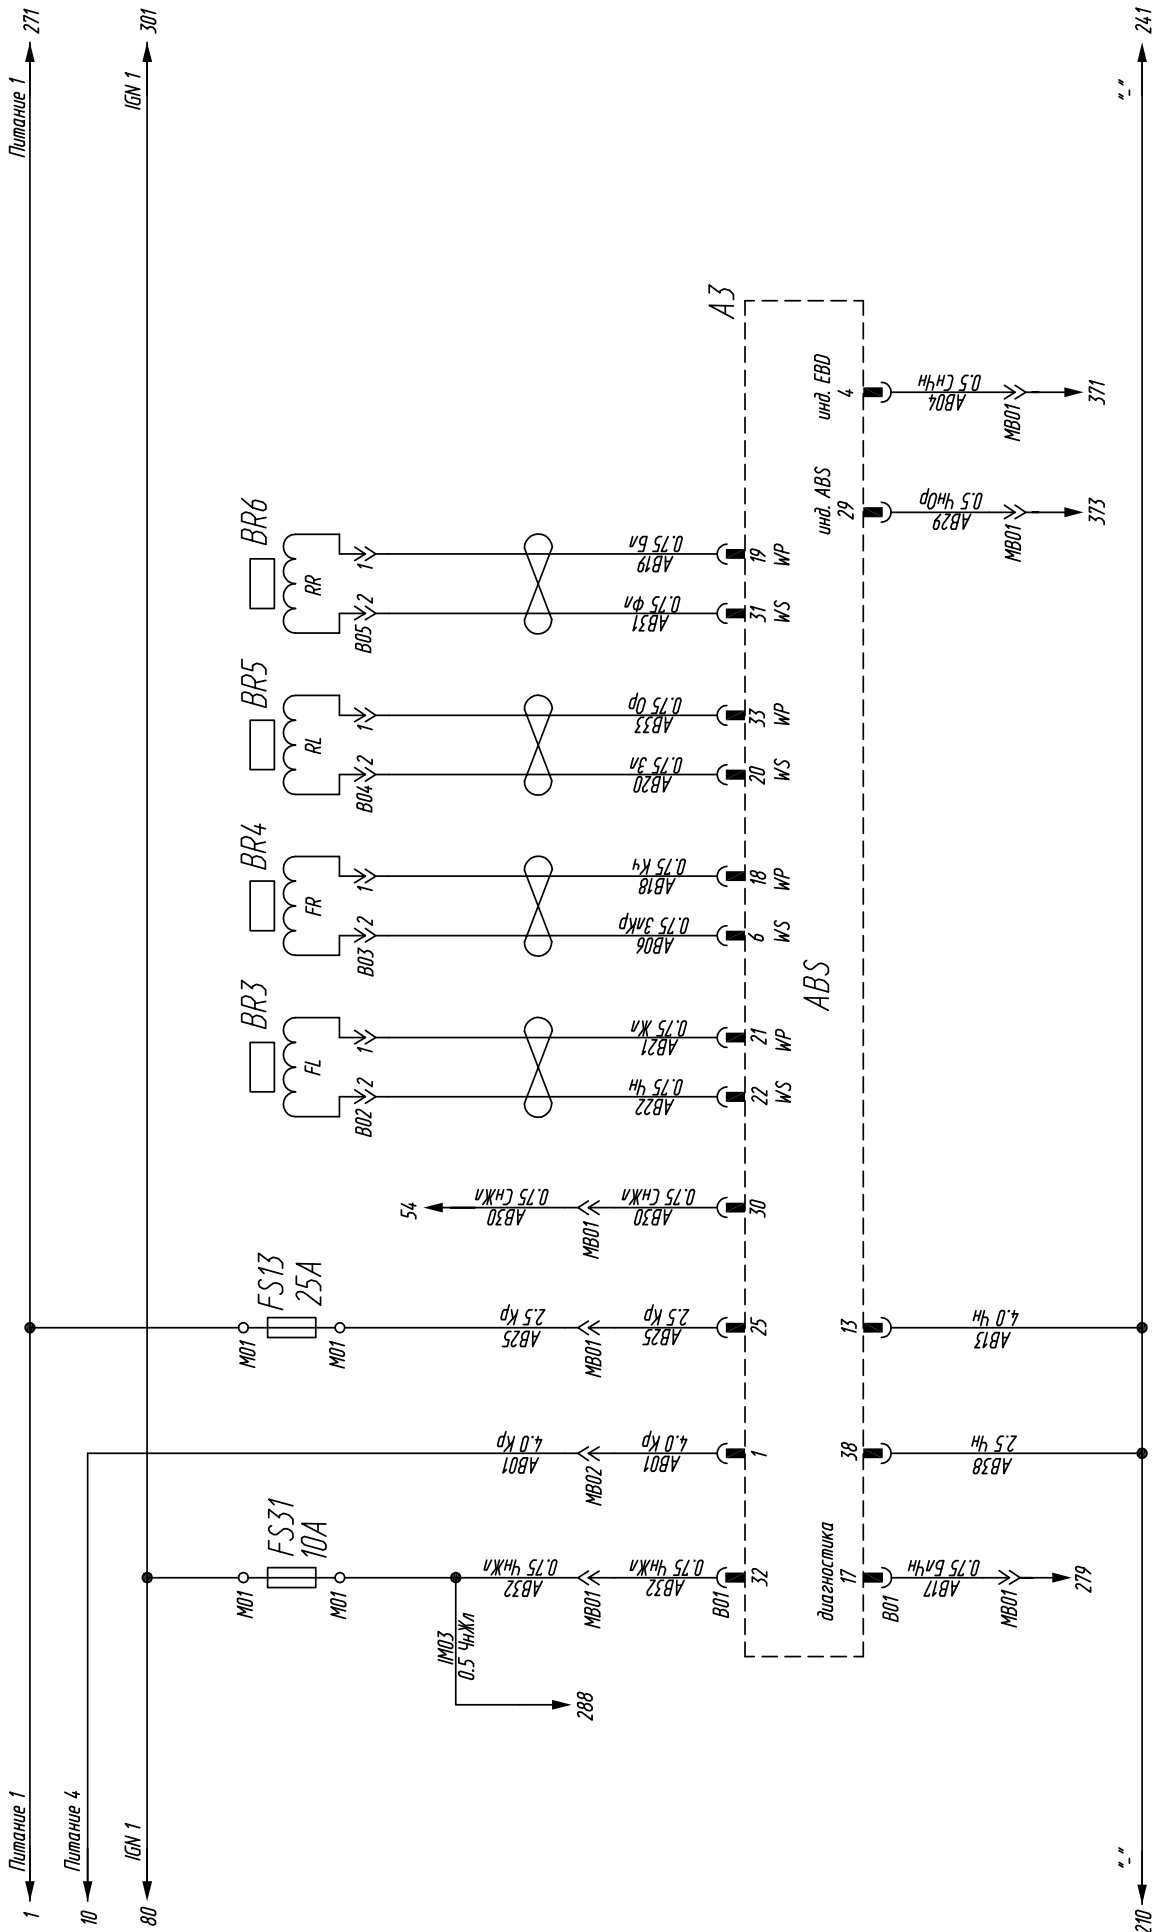 1
Питание 1
Питание 1
271
10
Питание 4
80
IGN 1
IGN 1
301
M01
FS31
10A
M01
M01
FS13
25A
M01
BR3
FL
B02
2
1
BR4
FR
B03
2
1
BR5
RL
B04
2
1
BR6
RR
B05
2
1
54
IM03
0.5 ЧнЖл
288
0.75 ЧнЖл
AB32
MB01
0.75 ЧнЖл
AB32
B01
4.0 Кр
AB01
MB02
4.0 Кр
AB01
2.5 Кр
AB25
MB01
2.5 Кр
AB25
0.75 СнЖл
AB30
MB01
0.75 СнЖл
AB30
0.75 Чн
AB22
0.75 Жл
AB21
0.75 ЗлКр
AB06
0.75 Кч
AB18
0.75 Зл
AB20
0.75 Ор
AB33
0.75 Фл
AB31
0.75 Бл
AB19
A3
32
1
25
30
22
WS
21
WP
6
WS
18
WP
20
WS
33
WP
31
WS
19
WP
ABS
диагностика
17
38
13
инд. ABS
29
инд. EBD
4
B01
0.75 БлЧн
AB17
MB01
279
2.5 Чн
AB38
4.0 Чн
AB13
0.5 ЧнОр
AB29
MB01
373
0.5 СнЧн
AB04
MB01
371
210
"-"
"-"
241